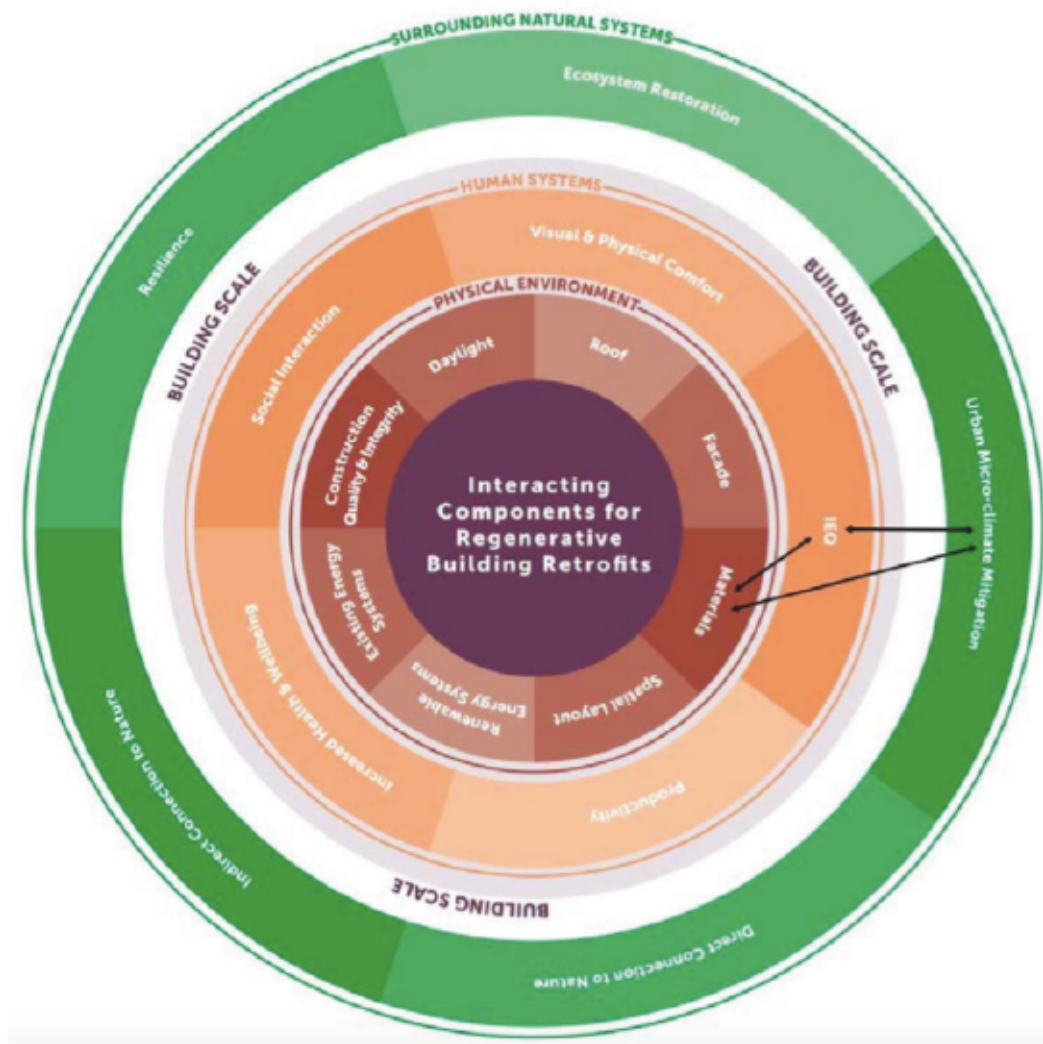 SURROUNDING NATURAL SYSTEMS
Ecosystem Restoration
Urban Micro-climate Mitigation
Direct Connection to Nature
Indirect Connection to Nature
Resilience
BUILDING SCALE
BUILDING SCALE
BUILDING SCALE
HUMAN SYSTEMS
Visual & Physical Comfort
IEQ
Productivity
Increased Health & Wellbeing
Social Interaction
PHYSICAL ENVIRONMENT
Roof
Facade
Materials
Spatial Layout
Renewable
Energy Systems
Existing Energy
Systems
Construction
Quality & Integrity
Daylight
Interacting
Components for
Regenerative
Building Retrofits